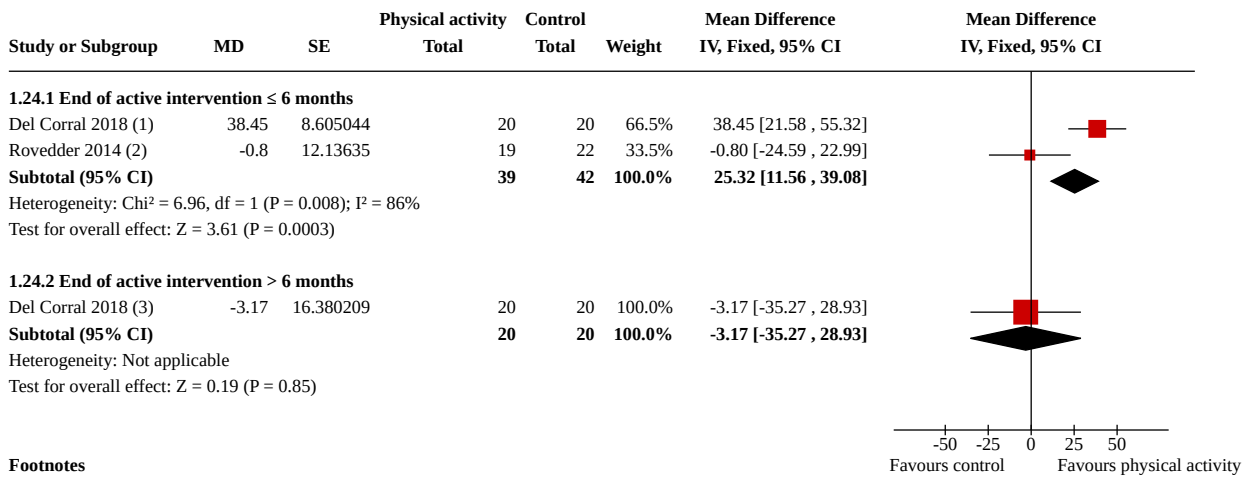 Physical activity Control Mean Difference Mean Difference
Study or Subgroup MD SE Total Total Weight IV, Fixed, 95% CI IV, Fixed, 95% CI
1.24.1 End of active intervention ≤ 6 months
Del Corral 2018 (1) 38.45 8.605044 20 20 66.5% 38.45 [21.58 , 55.32]
Rovedder 2014 (2) -0.8 12.13635 19 22 33.5% -0.80 [-24.59 , 22.99]
Subtotal (95% CI) 39 42 100.0% 25.32 [11.56 , 39.08]
Heterogeneity: Chi² = 6.96, df = 1 (P = 0.008); I² = 86%
Test for overall effect: Z = 3.61 (P = 0.0003)
1.24.2 End of active intervention > 6 months
Del Corral 2018 (3) -3.17 16.380209 20 20 100.0% -3.17 [-35.27 , 28.93]
Subtotal (95% CI) 20 20 100.0% -3.17 [-35.27 , 28.93]
Heterogeneity: Not applicable
Test for overall effect: Z = 0.19 (P = 0.85)
-50 -25 0 25 50
Favours control Favours physical activity
Footnotes